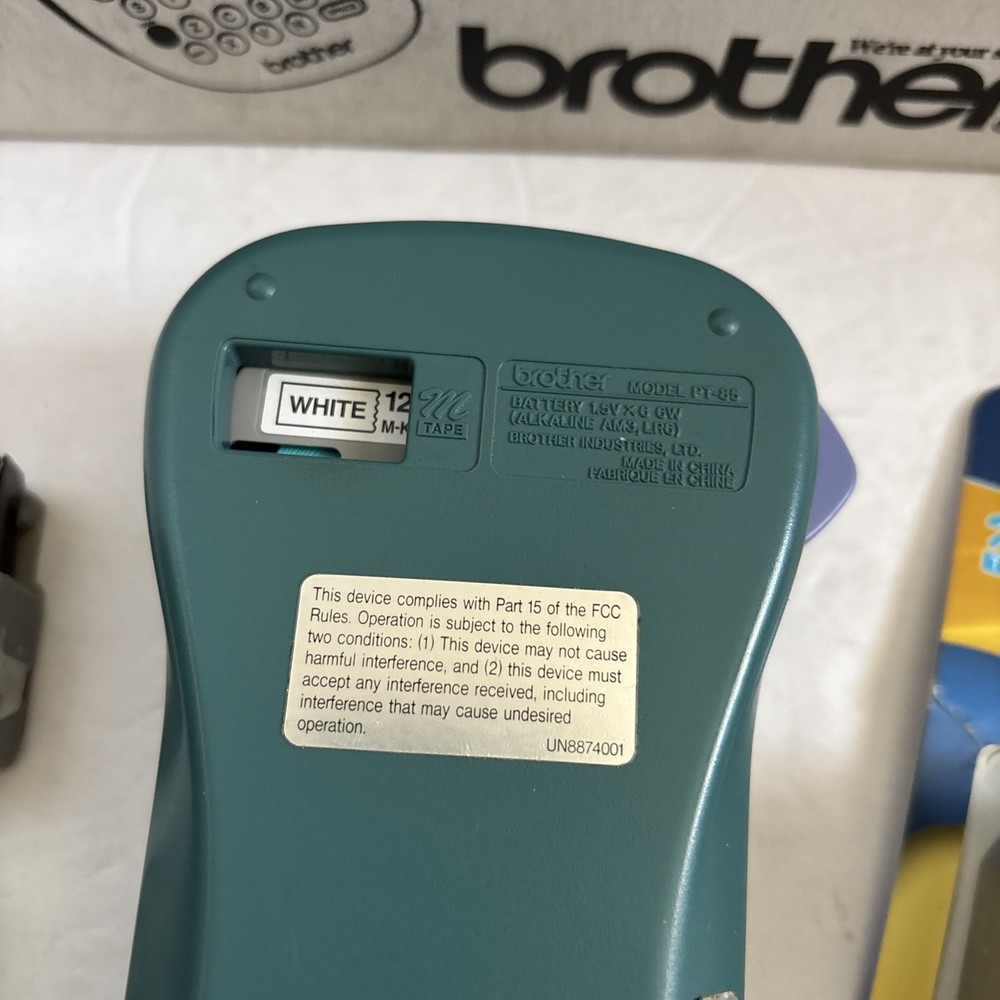 brother
We're at your
brother
WHITE
12
M-K
M
TAPE
brother MODEL PT-85
BATTERY 1.5V X 6 6W
(ALKALINE AM3, LR6)
BROTHER INDUSTRIES, LTD.
MADE IN CHINA
FABRIQUE EN CHINE
This device complies with Part 15 of the FCC
Rules. Operation is subject to the following
two conditions: (1) This device may not cause
harmful interference, and (2) this device must
accept any interference received, including
interference that may cause undesired
operation.
UN8874001